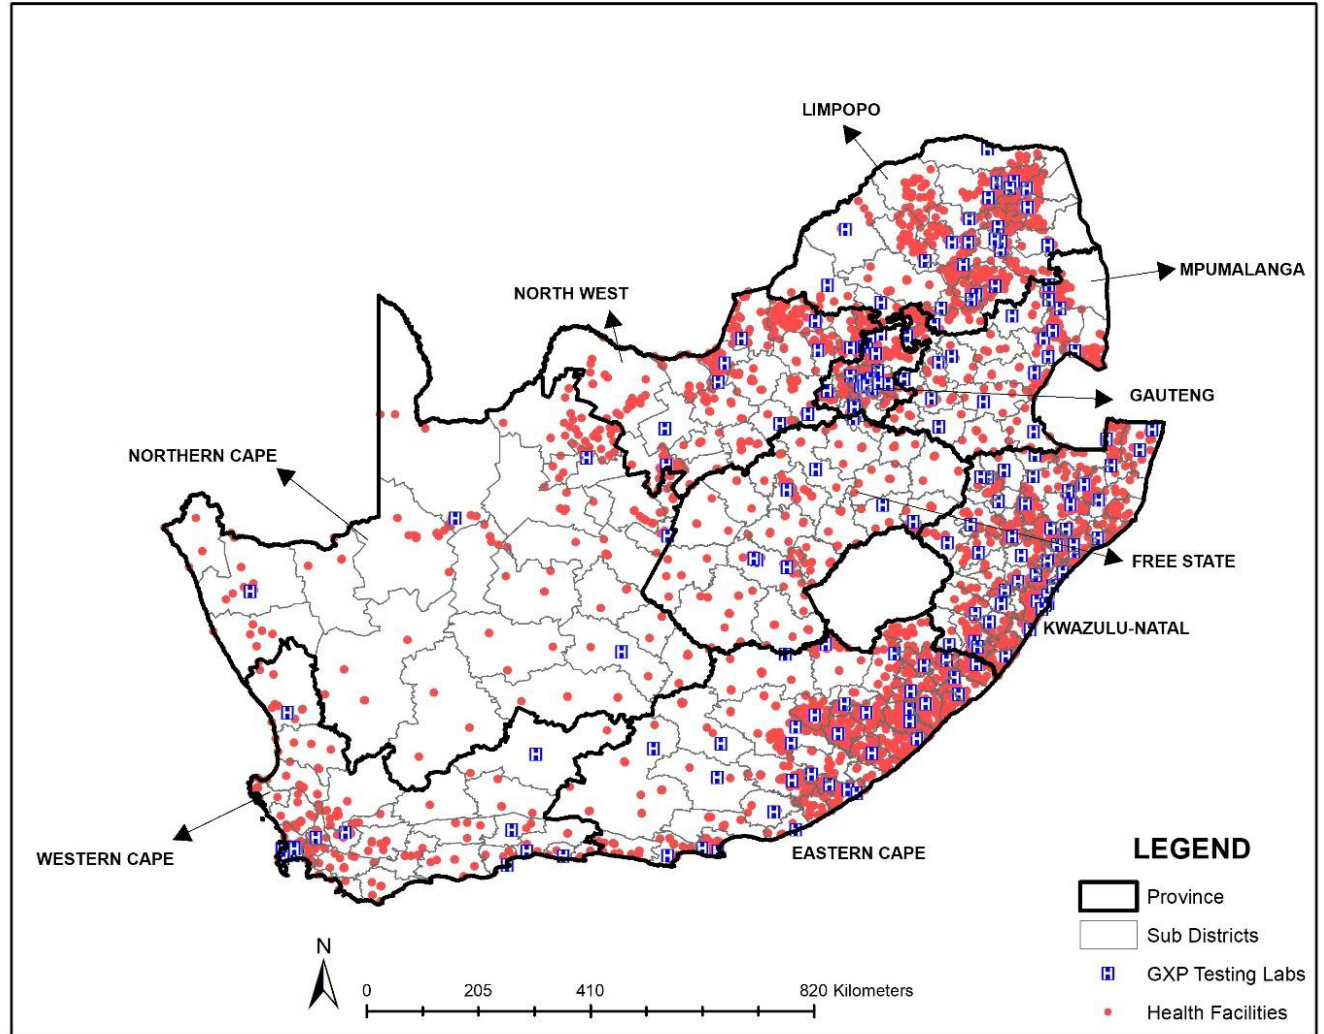 LIMPOPO
MPUMALANGA
NORTH WEST
GAUTENG
NORTHERN CAPE
FREE STATE
KWAZULU-NATAL
WESTERN CAPE
EASTERN CAPE
LEGEND
Province
Sub Districts
H GXP Testing Labs
Health Facilities
N
0 205 410 820 Kilometers